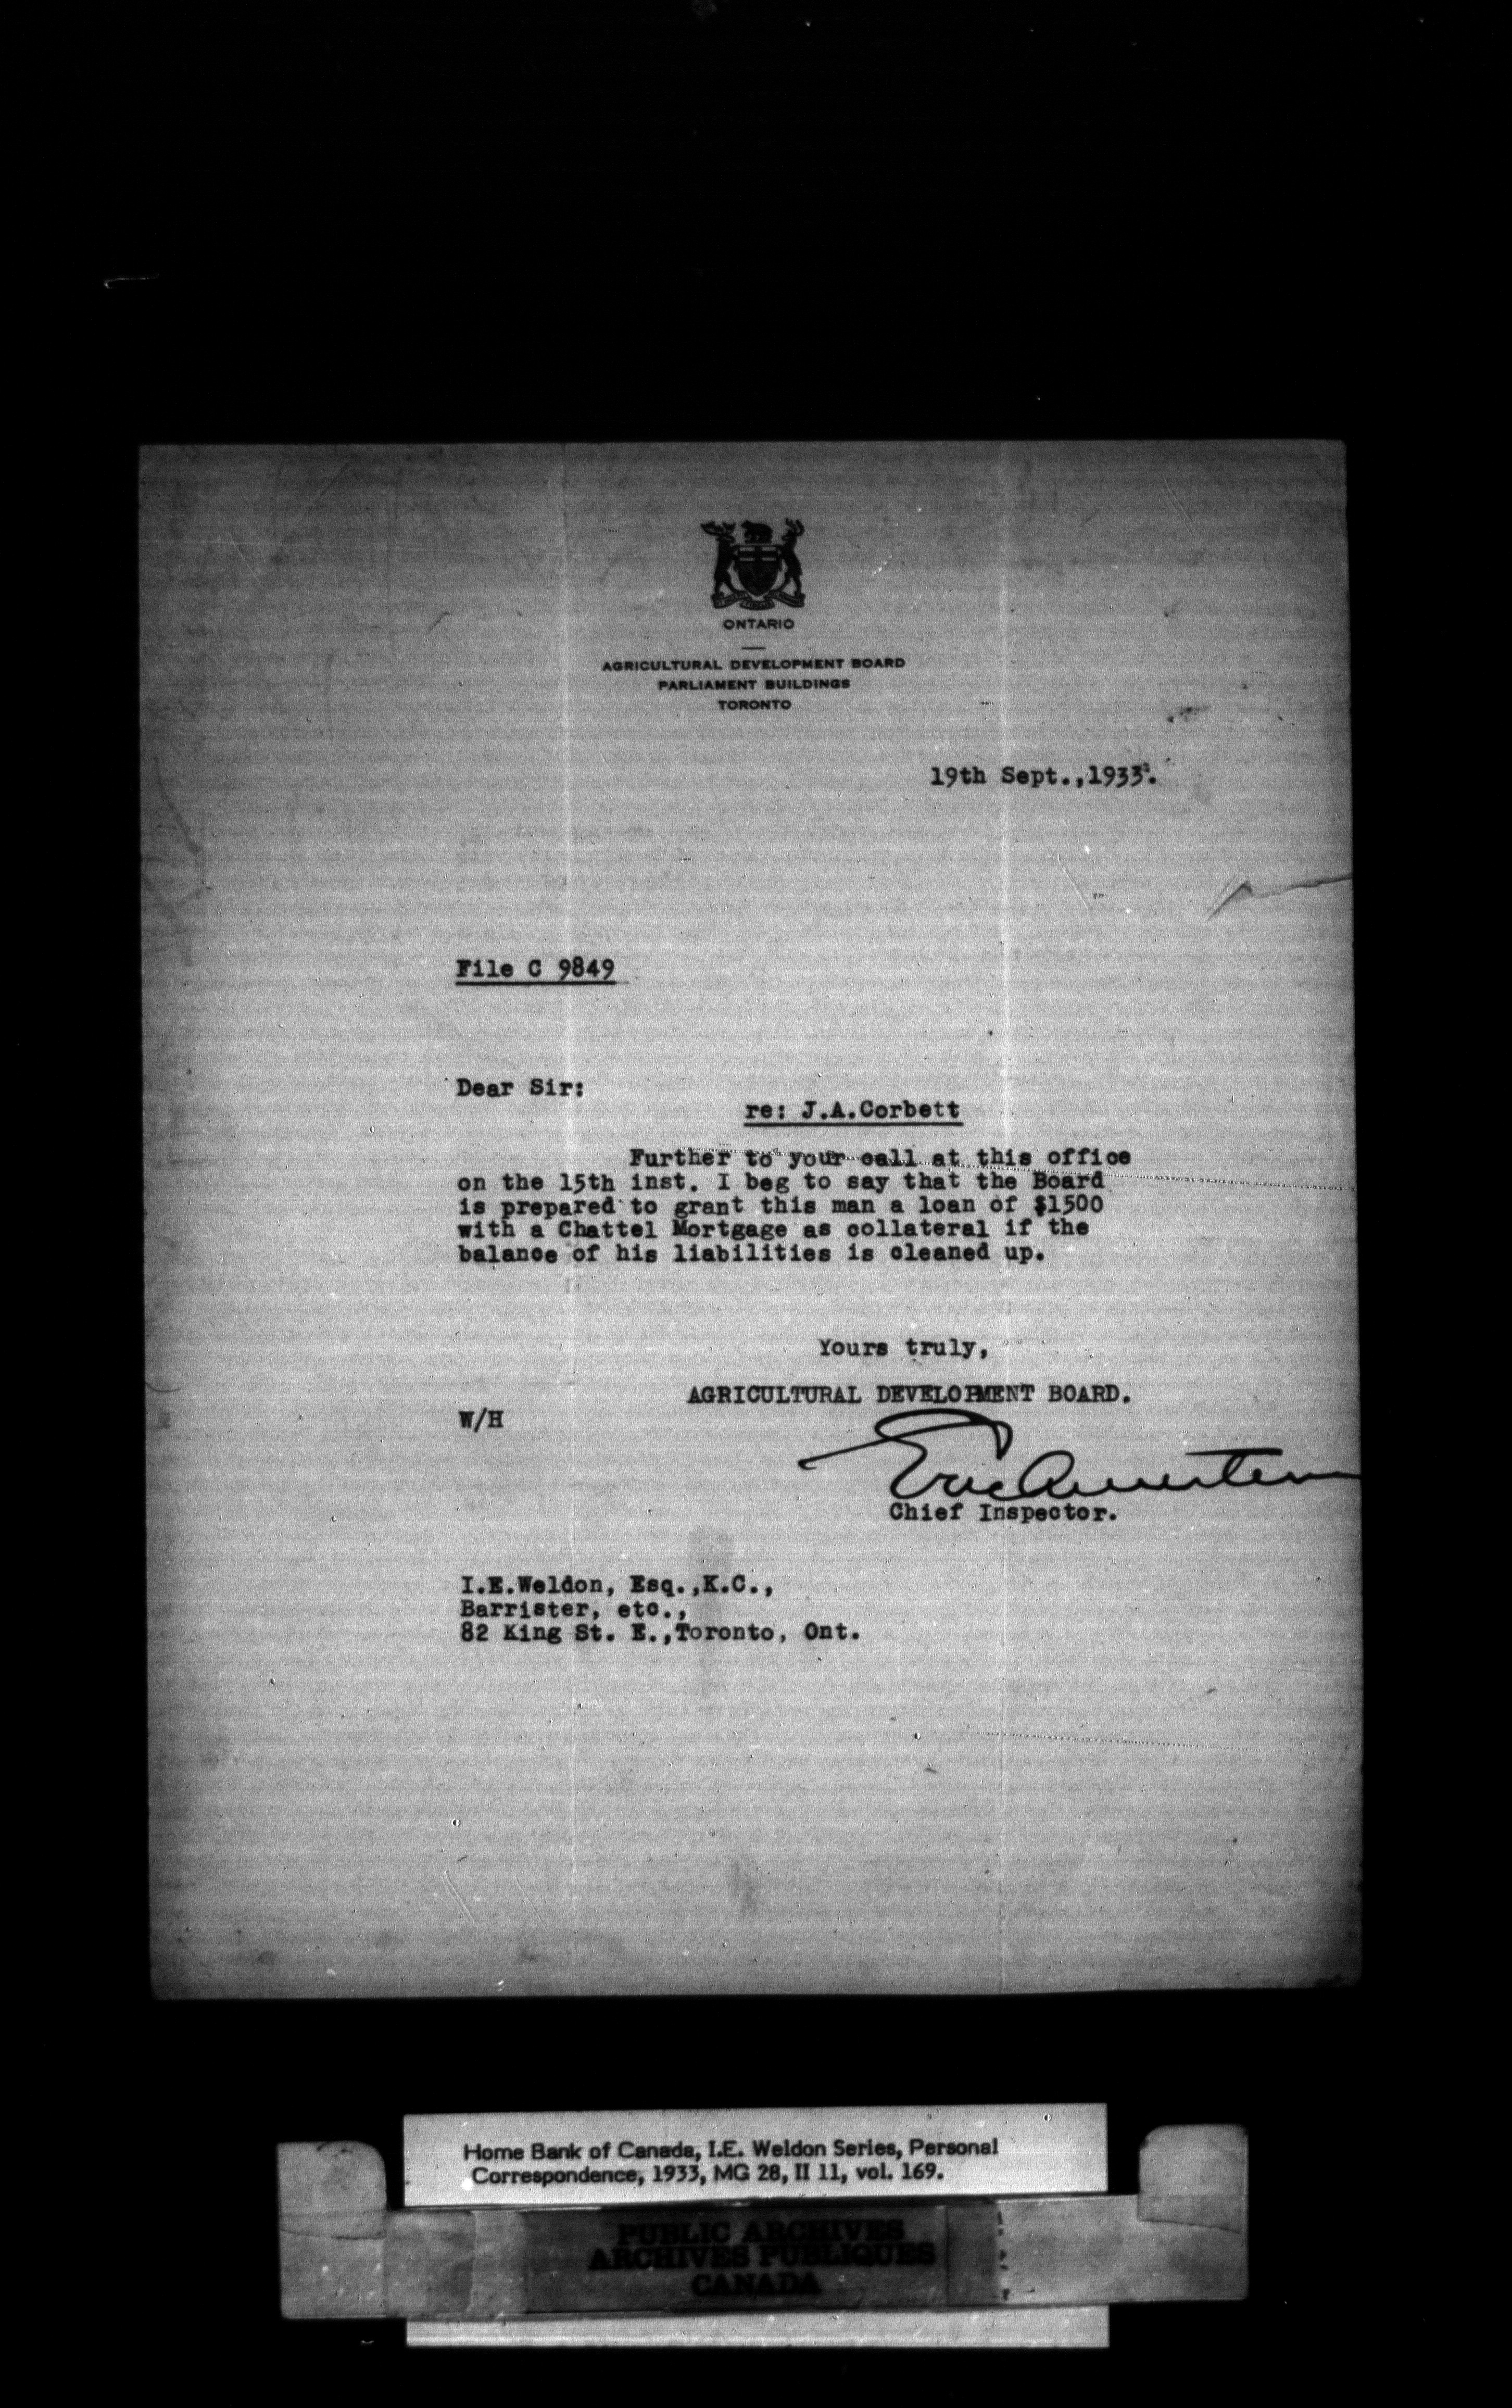 ONTARIO
AGRICULTURAL DEVELOPMENT BOARD
PARLIAMENT BUILDINGS
TORONTO
19th Sept.,1933.
File C 9849
Dear Sir:
re: J.A.Corbett
Further to your call at this office
on the 15th inst. I beg to say that the Board
is prepared to grant this man a loan of $1500
with a Chattel Mortgage as collateral if the
balance of his liabilities is cleaned up.
Yours truly,
AGRICULTURAL DEVELOPMENT BOARD.
W/H
Chief Inspector.
I.E.Weldon, Esq.,K.C.,
Barrister, etc.,
82 King St. E.,Toronto, Ont.
Home Bank of Canada, I.E. Weldon Series, Personal
Correspondence, 1933, MG 28, II 11, vol. 169.
PUBLIC ARCHIVES
ARCHIVES PUBLIQUES
CANADA